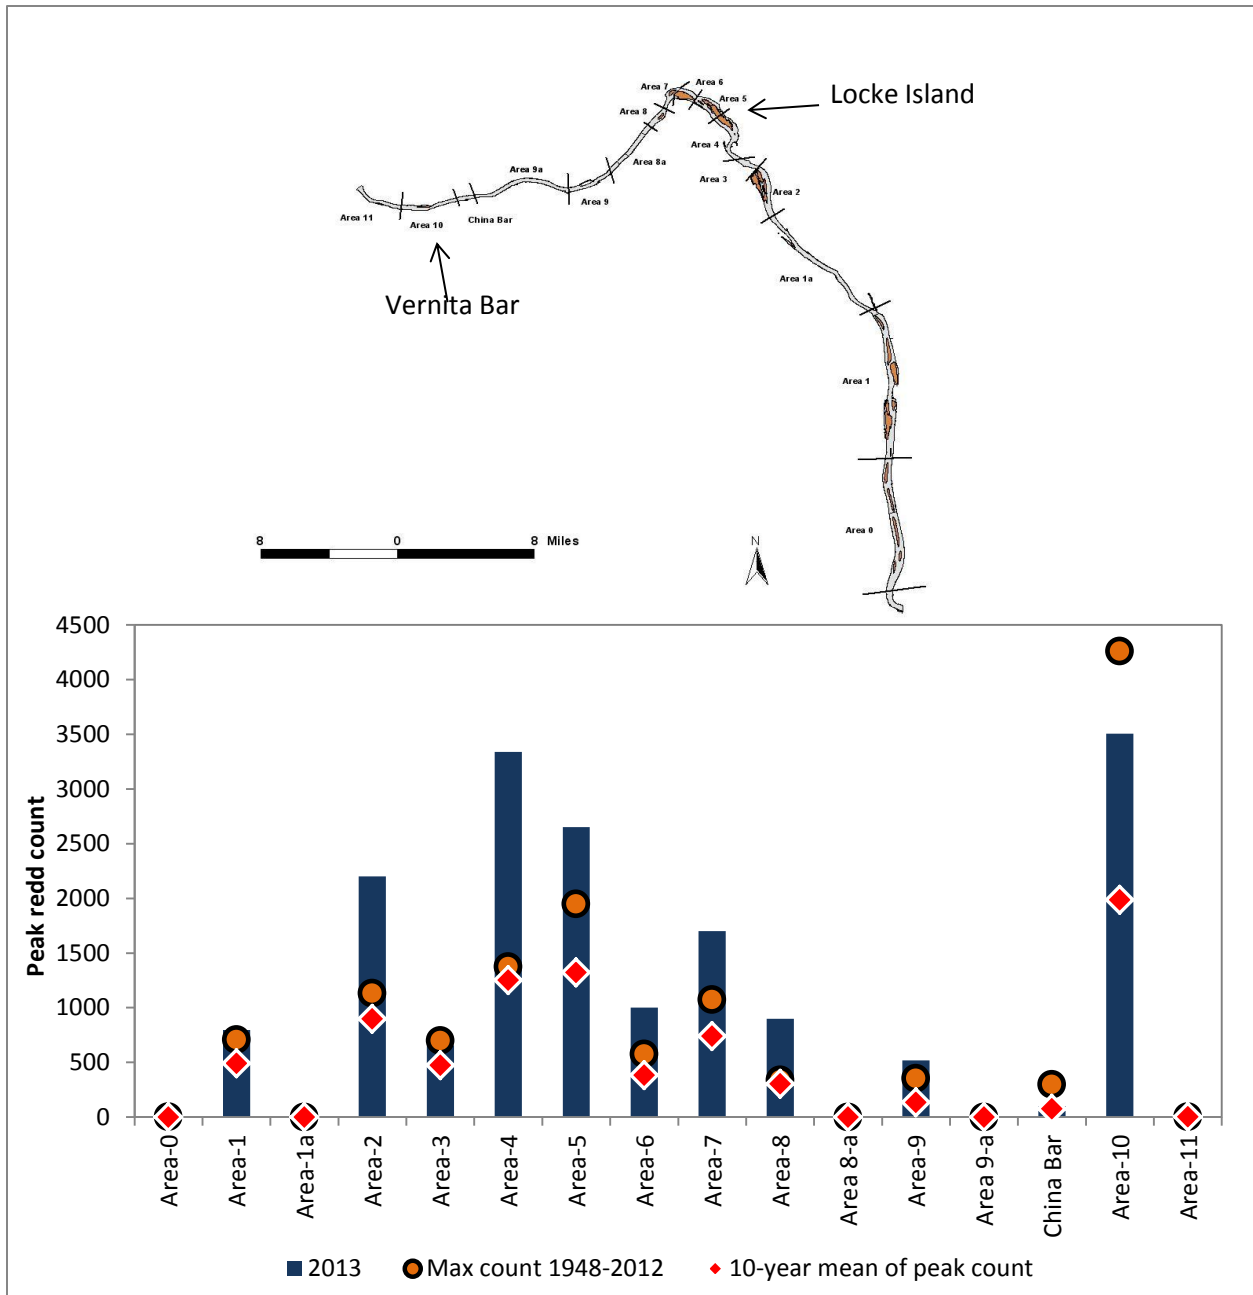 Area 7
Area 6
Area 5
Locke Island
Area 8
Area 4
Area 8a
Area 3
Area 9a
Area 2
Area 9
Area 11
Area 10
China Bar
Area 1a
Vernita Bar
Area 1
Area 0
8 0 8 Miles
N
Peak redd count
4500
4000
3500
3000
2500
2000
1500
1000
500
0
Area-0
Area-1
Area-1a
Area-2
Area-3
Area-4
Area-5
Area-6
Area-7
Area-8
Area 8-a
Area-9
Area 9-a
China Bar
Area-10
Area-11
2013
Max count 1948-2012
10-year mean of peak count